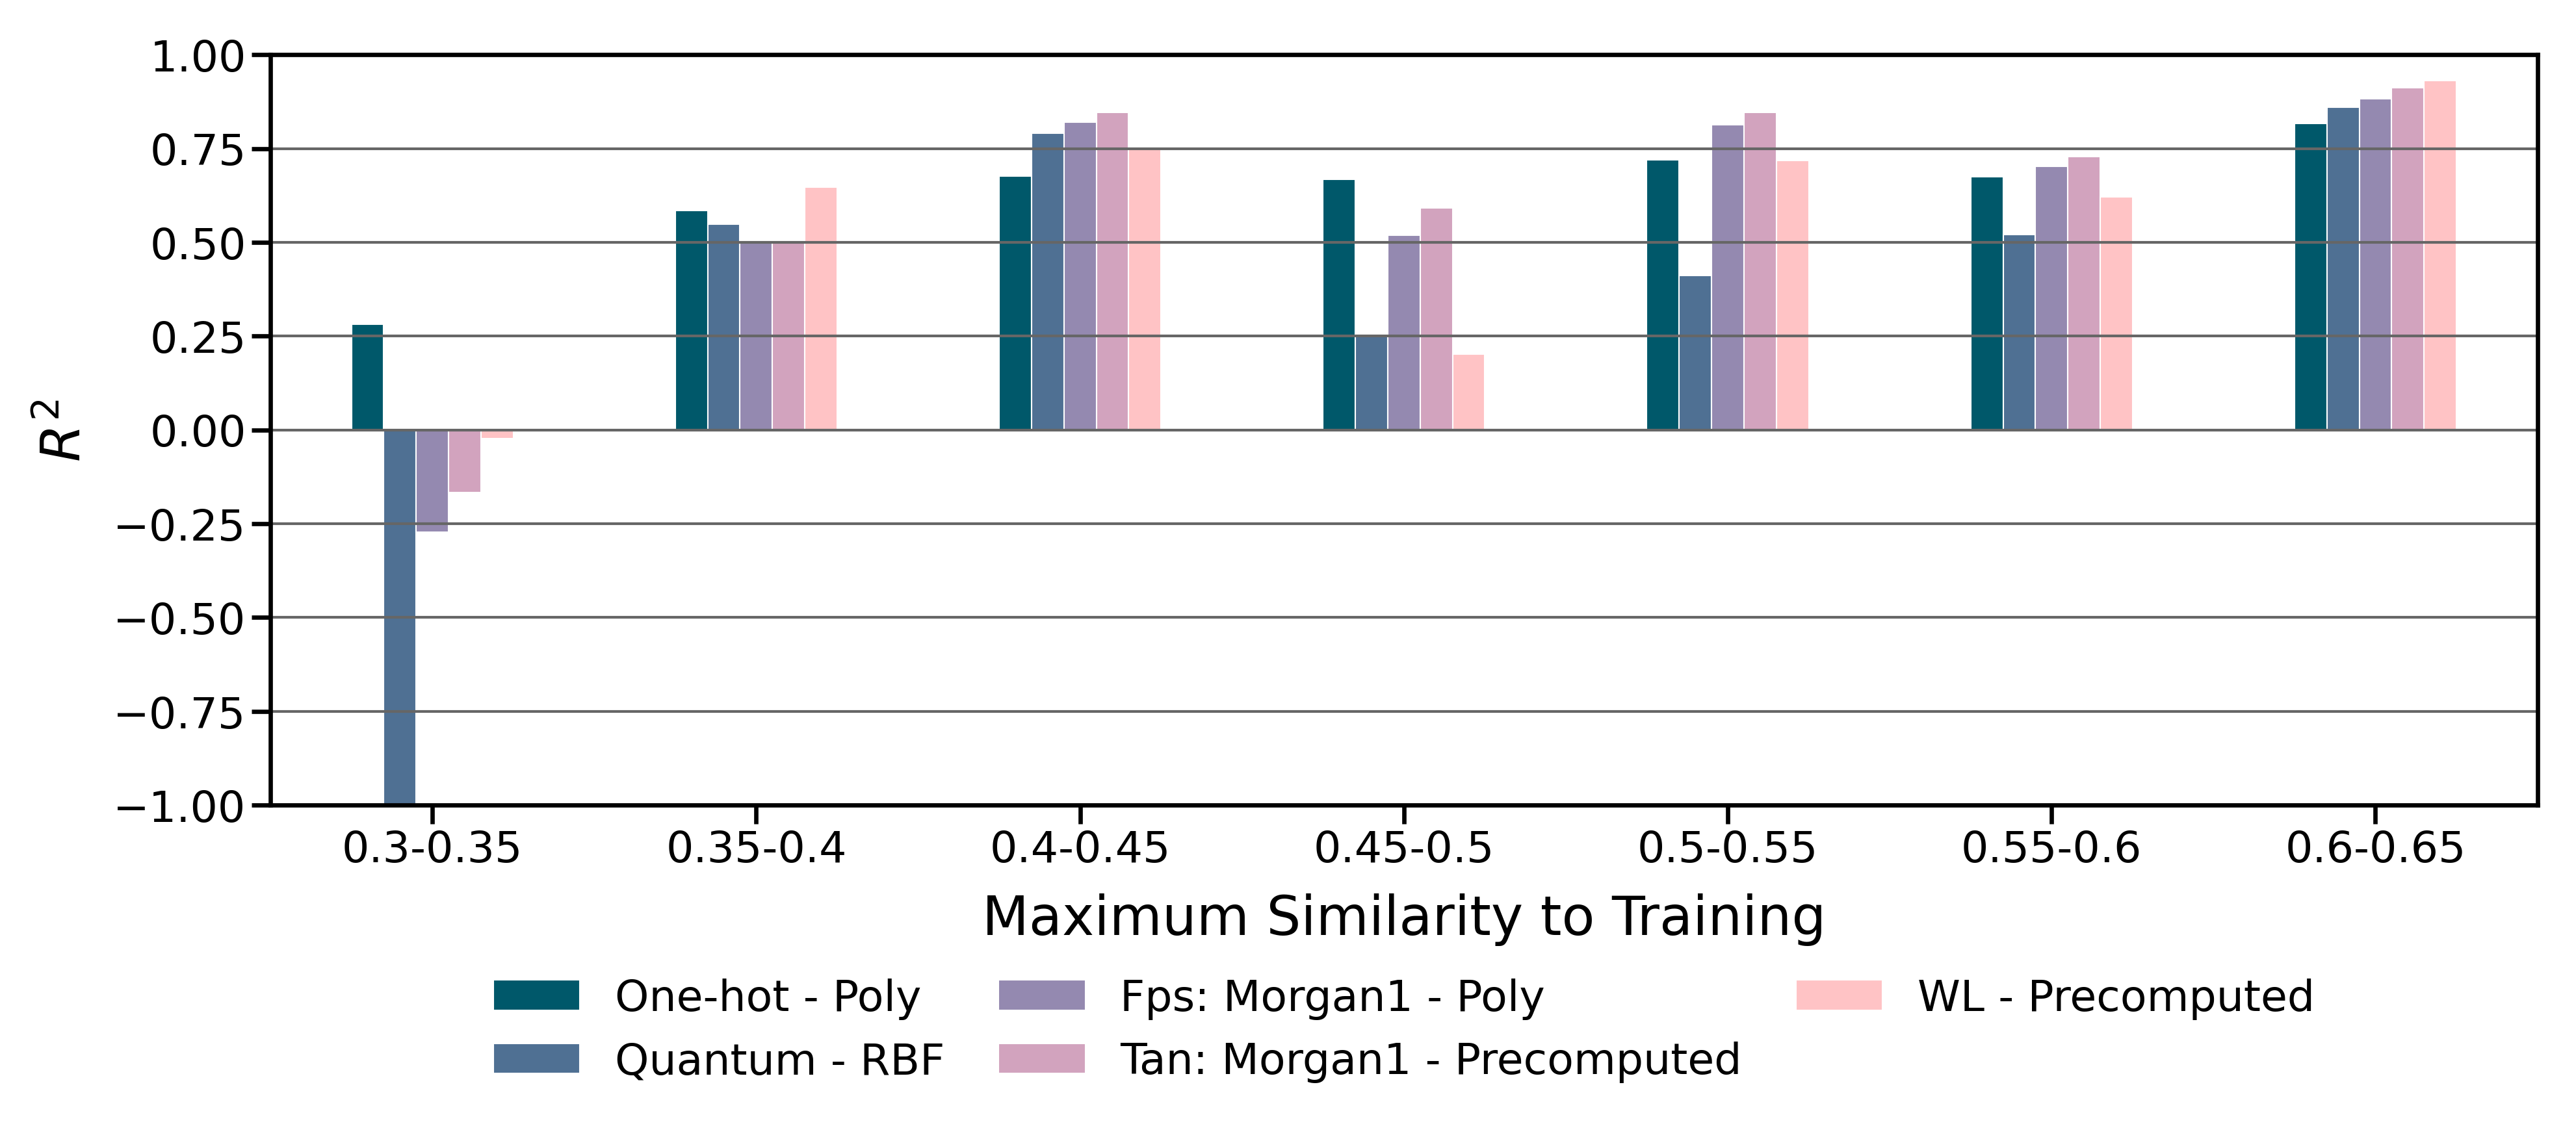 1.00
0.75
0.50
0.25
0.00
−0.25
−0.50
−0.75
−1.00
R²
0.3-0.35 0.35-0.4 0.4-0.45 0.45-0.5 0.5-0.55 0.55-0.6 0.6-0.65
Maximum Similarity to Training
One-hot - Poly Fps: Morgan1 - Poly WL - Precomputed
Quantum - RBF Tan: Morgan1 - Precomputed